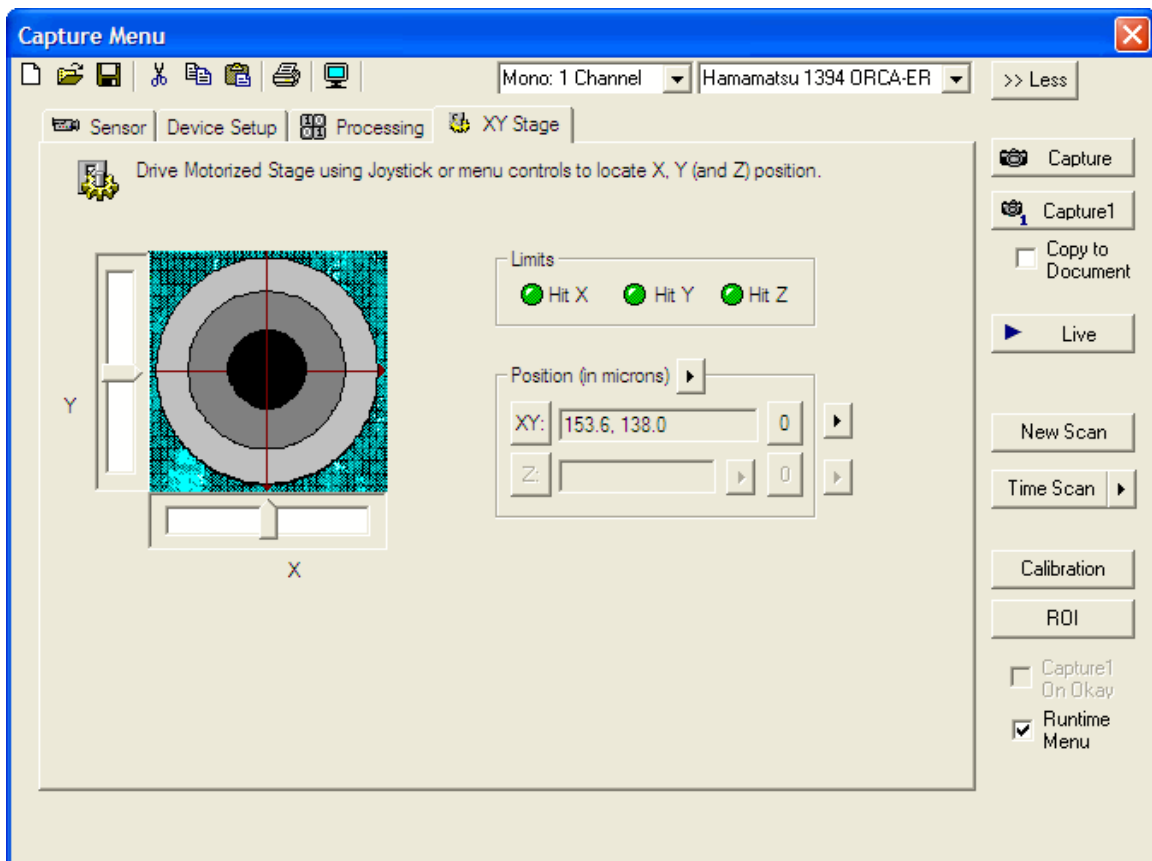 Capture Menu
Mono: 1 Channel Hamamatsu 1394 ORCA-ER >> Less
Sensor Device Setup Processing XY Stage
Drive Motorized Stage using Joystick or menu controls to locate X, Y (and Z) position.
Capture
1 Capture1
Copy to
Document
Limits
Hit X Hit Y Hit Z
Live
Position (in microns)
Y
XY: 153.6, 138.0 0
Z: 0
New Scan
Time Scan
X
Calibration
ROI
Capture1
On Okay
Runtime
Menu